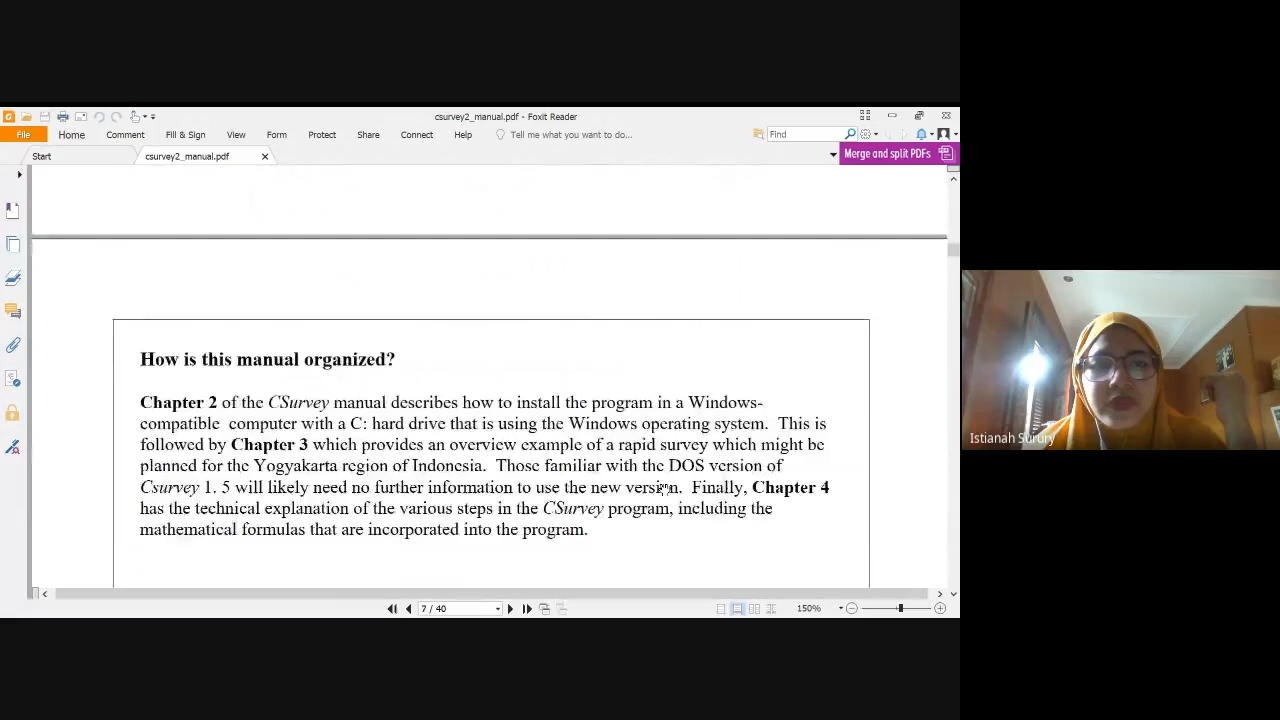 csurvey2_manual.pdf - Foxit Reader
File Home Comment Fill & Sign View Form Protect Share Connect Help Tell me what you want to do... Find
Start csurvey2_manual.pdf Merge and split PDFs
How is this manual organized?
Chapter 2 of the CSurvey manual describes how to install the program in a Windows-
compatible computer with a C: hard drive that is using the Windows operating system. This is
followed by Chapter 3 which provides an overview example of a rapid survey which might be
planned for the Yogyakarta region of Indonesia. Those familiar with the DOS version of
Csurvey 1. 5 will likely need no further information to use the new version. Finally, Chapter 4
has the technical explanation of the various steps in the CSurvey program, including the
mathematical formulas that are incorporated into the program.
Istianah Surury
7 / 40 150%